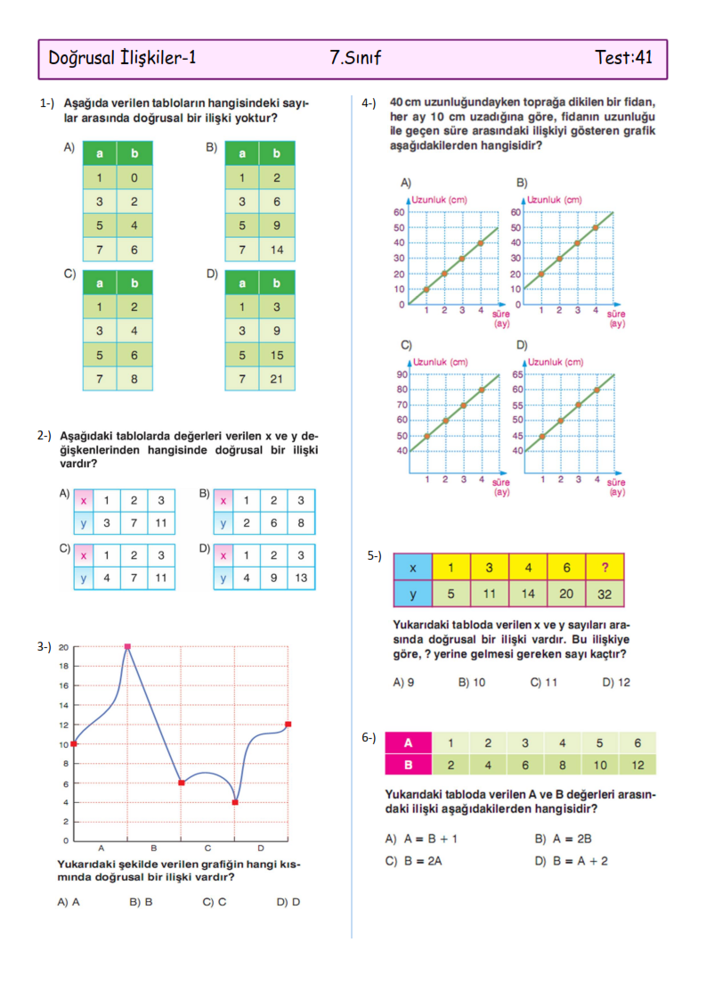 Doğrusal İlişkiler-1 7.Sınıf Test:41
1-) Aşağıda verilen tabloların hangisindeki sayı-
lar arasında doğrusal bir ilişki yoktur?
A)
a b
1 0
3 2
5 4
7 6
B)
a b
1 2
3 6
5 9
7 14
C)
a b
1 2
3 4
5 6
7 8
D)
a b
1 3
3 9
5 15
7 21
2-) Aşağıdaki tablolarda değerleri verilen x ve y de-
ğişkenlerinden hangisinde doğrusal bir ilişki
vardır?
A)
x 1 2 3
y 3 7 11
B)
x 1 2 3
y 2 6 8
C)
x 1 2 3
y 4 7 11
D)
x 1 2 3
y 4 9 13
3-)
20
18
16
14
12
10
8
6
4
2
0
A B C D
Yukarıdaki şekilde verilen grafiğin hangi kıs-
mında doğrusal bir ilişki vardır?
A) A B) B C) C D) D
4-) 40 cm uzunluğundayken toprağa dikilen bir fidan,
her ay 10 cm uzadığına göre, fidanın uzunluğu
ile geçen süre arasındaki ilişkiyi gösteren grafik
aşağıdakilerden hangisidir?
A)
Uzunluk (cm)
60
50
40
30
20
10
0
1 2 3 4 süre
(ay)
B)
Uzunluk (cm)
60
50
40
30
20
10
0
1 2 3 4 süre
(ay)
C)
Uzunluk (cm)
90
80
70
60
50
40
1 2 3 4 süre
(ay)
D)
Uzunluk (cm)
65
60
55
50
45
40
1 2 3 4 süre
(ay)
5-)
x 1 3 4 6 ?
y 5 11 14 20 32
Yukarıdaki tabloda verilen x ve y sayıları ara-
sında doğrusal bir ilişki vardır. Bu ilişkiye
göre, ? yerine gelmesi gereken sayı kaçtır?
A) 9 B) 10 C) 11 D) 12
6-)
A 1 2 3 4 5 6
B 2 4 6 8 10 12
Yukarıdaki tabloda verilen A ve B değerleri arasın-
daki ilişki aşağıdakilerden hangisidir?
A) A = B + 1 B) A = 2B
C) B = 2A D) B = A + 2